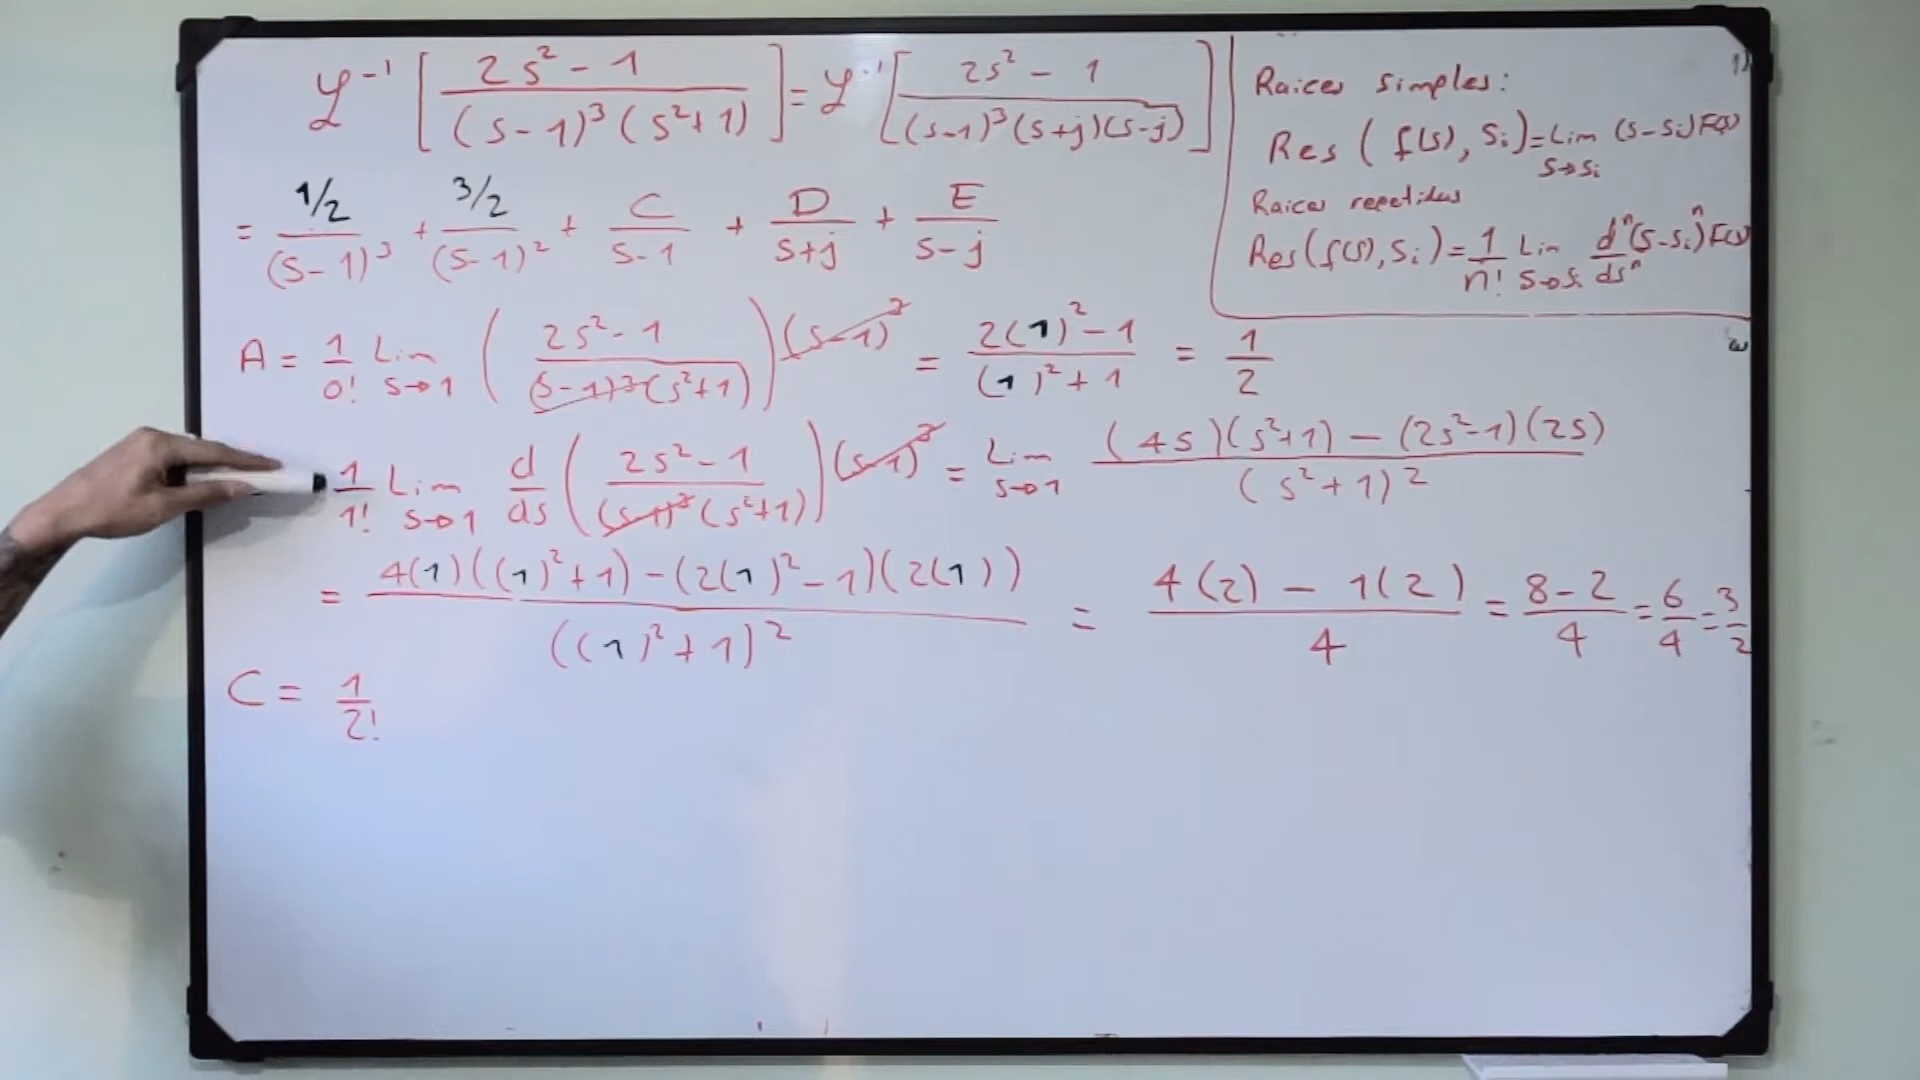 ℒ⁻¹ [ (2s² - 1) / ((s-1)³ (s²+1)) ] = ℒ⁻¹ [ (2s² - 1) / ((s-1)³ (s+j)(s-j)) ]
= (1/2)/(s-1)³ + (3/2)/(s-1)² + C/(s-1) + D/(s+j) + E/(s-j)
Raices simples:
Res ( f(s), Si ) = Lim s→si (s-si) F(s)
Raices repetidas
Res ( f(s), Si ) = 1/n! Lim s→si dⁿ/dsⁿ (s-si)ⁿ F(s)
A = 1/0! Lim s→1 ( (2s² - 1) / ((s-1)³ (s²+1)) ) (s-1)³ = (2(1)² - 1) / ((1)² + 1) = 1/2
1/1! Lim s→1 d/ds ( (2s² - 1) / ((s-1)³ (s²+1)) ) (s-1)³ = Lim s→1 ( (4s)(s²+1) - (2s²-1)(2s) ) / (s²+1)²
= ( 4(1)((1)²+1) - (2(1)² - 1)(2(1)) ) / ((1)² + 1)² = ( 4(2) - 1(2) ) / 4 = (8-2)/4 = 6/4 = 3/2
C = 1/2!